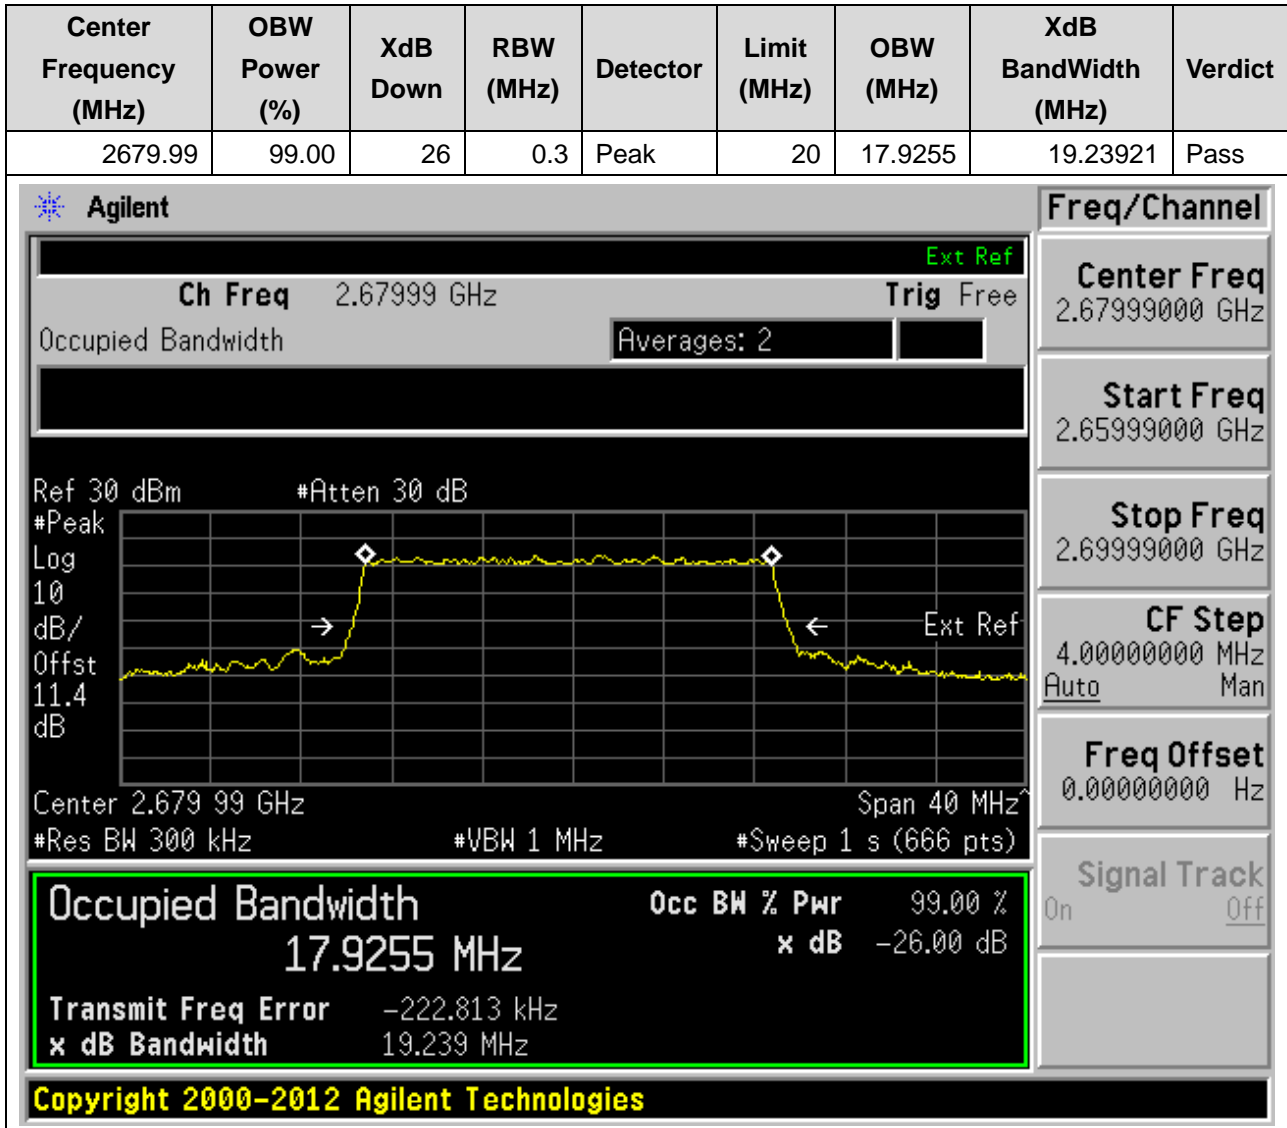 Center Frequency (MHz) OBW Power (%) XdB Down RBW (MHz) Detector Limit (MHz) OBW (MHz) XdB BandWidth (MHz) Verdict
2679.99 99.00 26 0.3 Peak 20 17.9255 19.23921 Pass
Agilent
Freq/Channel
Ext Ref
Ch Freq 2.67999 GHz Trig Free
Occupied Bandwidth Averages: 2
Center Freq
2.67999000 GHz
Start Freq
2.65999000 GHz
Stop Freq
2.69999000 GHz
CF Step
4.00000000 MHz
Auto Man
Freq Offset
0.00000000 Hz
Signal Track
On Off
Ref 30 dBm #Atten 30 dB
#Peak
Log
10
dB/
Offst
11.4
dB
Ext Ref
Center 2.679 99 GHz Span 40 MHz^
#Res BW 300 kHz #VBW 1 MHz #Sweep 1 s (666 pts)
Occupied Bandwidth
17.9255 MHz
Occ BW % Pwr 99.00 %
x dB -26.00 dB
Transmit Freq Error -222.813 kHz
x dB Bandwidth 19.239 MHz
Copyright 2000-2012 Agilent Technologies